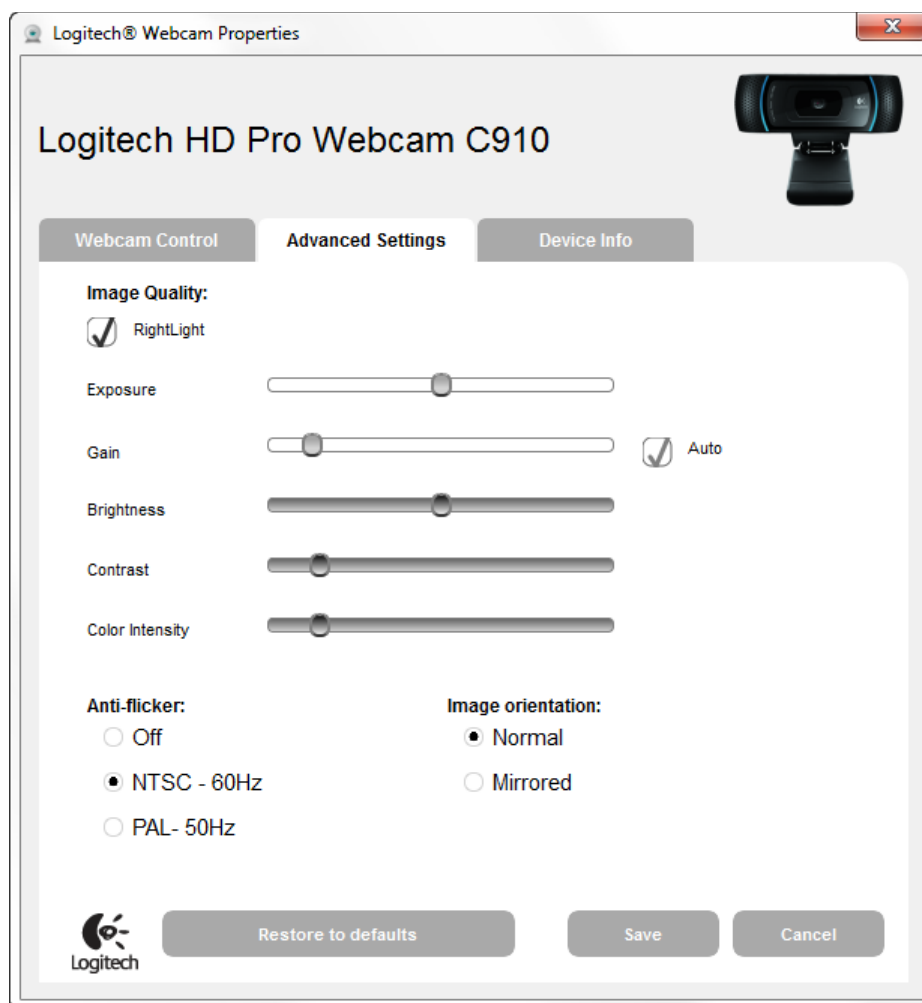 Logitech® Webcam Properties
Logitech HD Pro Webcam C910
Webcam Control
Advanced Settings
Device Info
Image Quality:
RightLight
Exposure
Gain
Auto
Brightness
Contrast
Color Intensity
Anti-flicker:
Image orientation:
Off
Normal
NTSC - 60Hz
Mirrored
PAL- 50Hz
Logitech
Restore to defaults
Save
Cancel